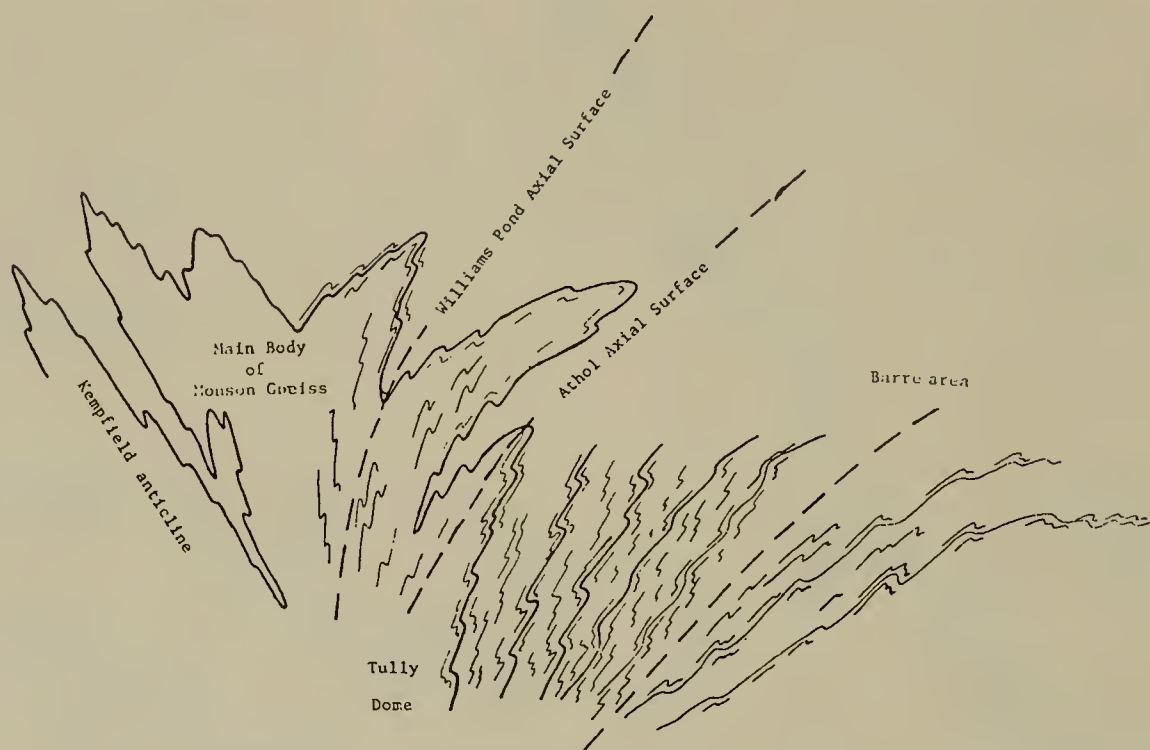 Williams Pond Axial Surface
Athol Axial Surface
Main Body
of
Monson Gneiss
Barre area
Kempfield anticline
Tully
Dome